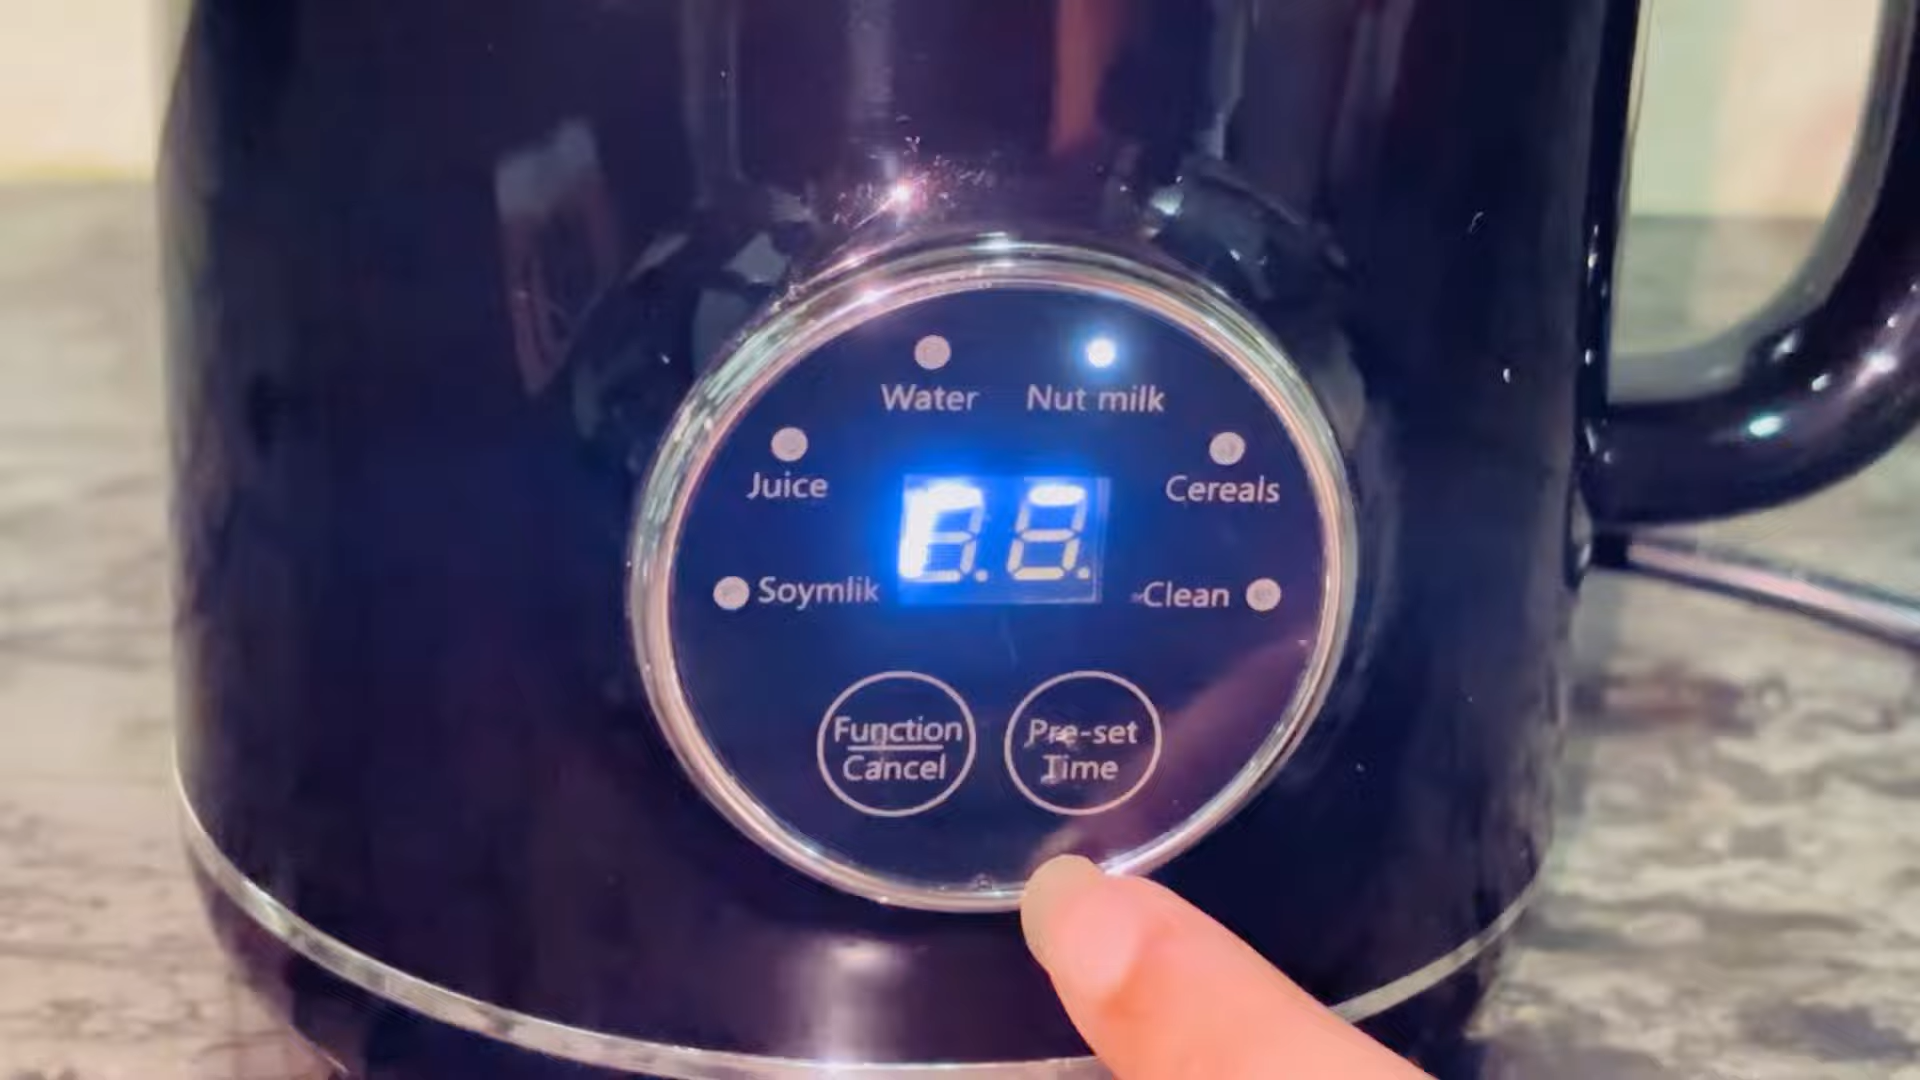 Water
Nut milk
Juice
Cereals
Soymlik
Clean
Function
Cancel
Pre-set
Time